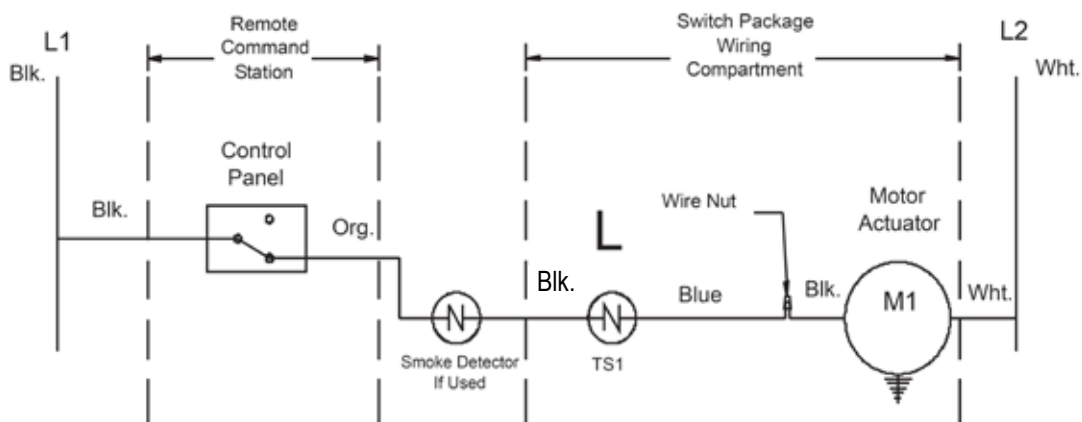 L1
Blk.
Remote
Command
Station
Switch Package
Wiring
Compartment
L2
Wht.
Control
Panel
Blk.
Org.
Wire Nut
Motor
Actuator
L
Blk.
Blue
Blk.
M1
Wht.
N
N
Smoke Detector
If Used
TS1